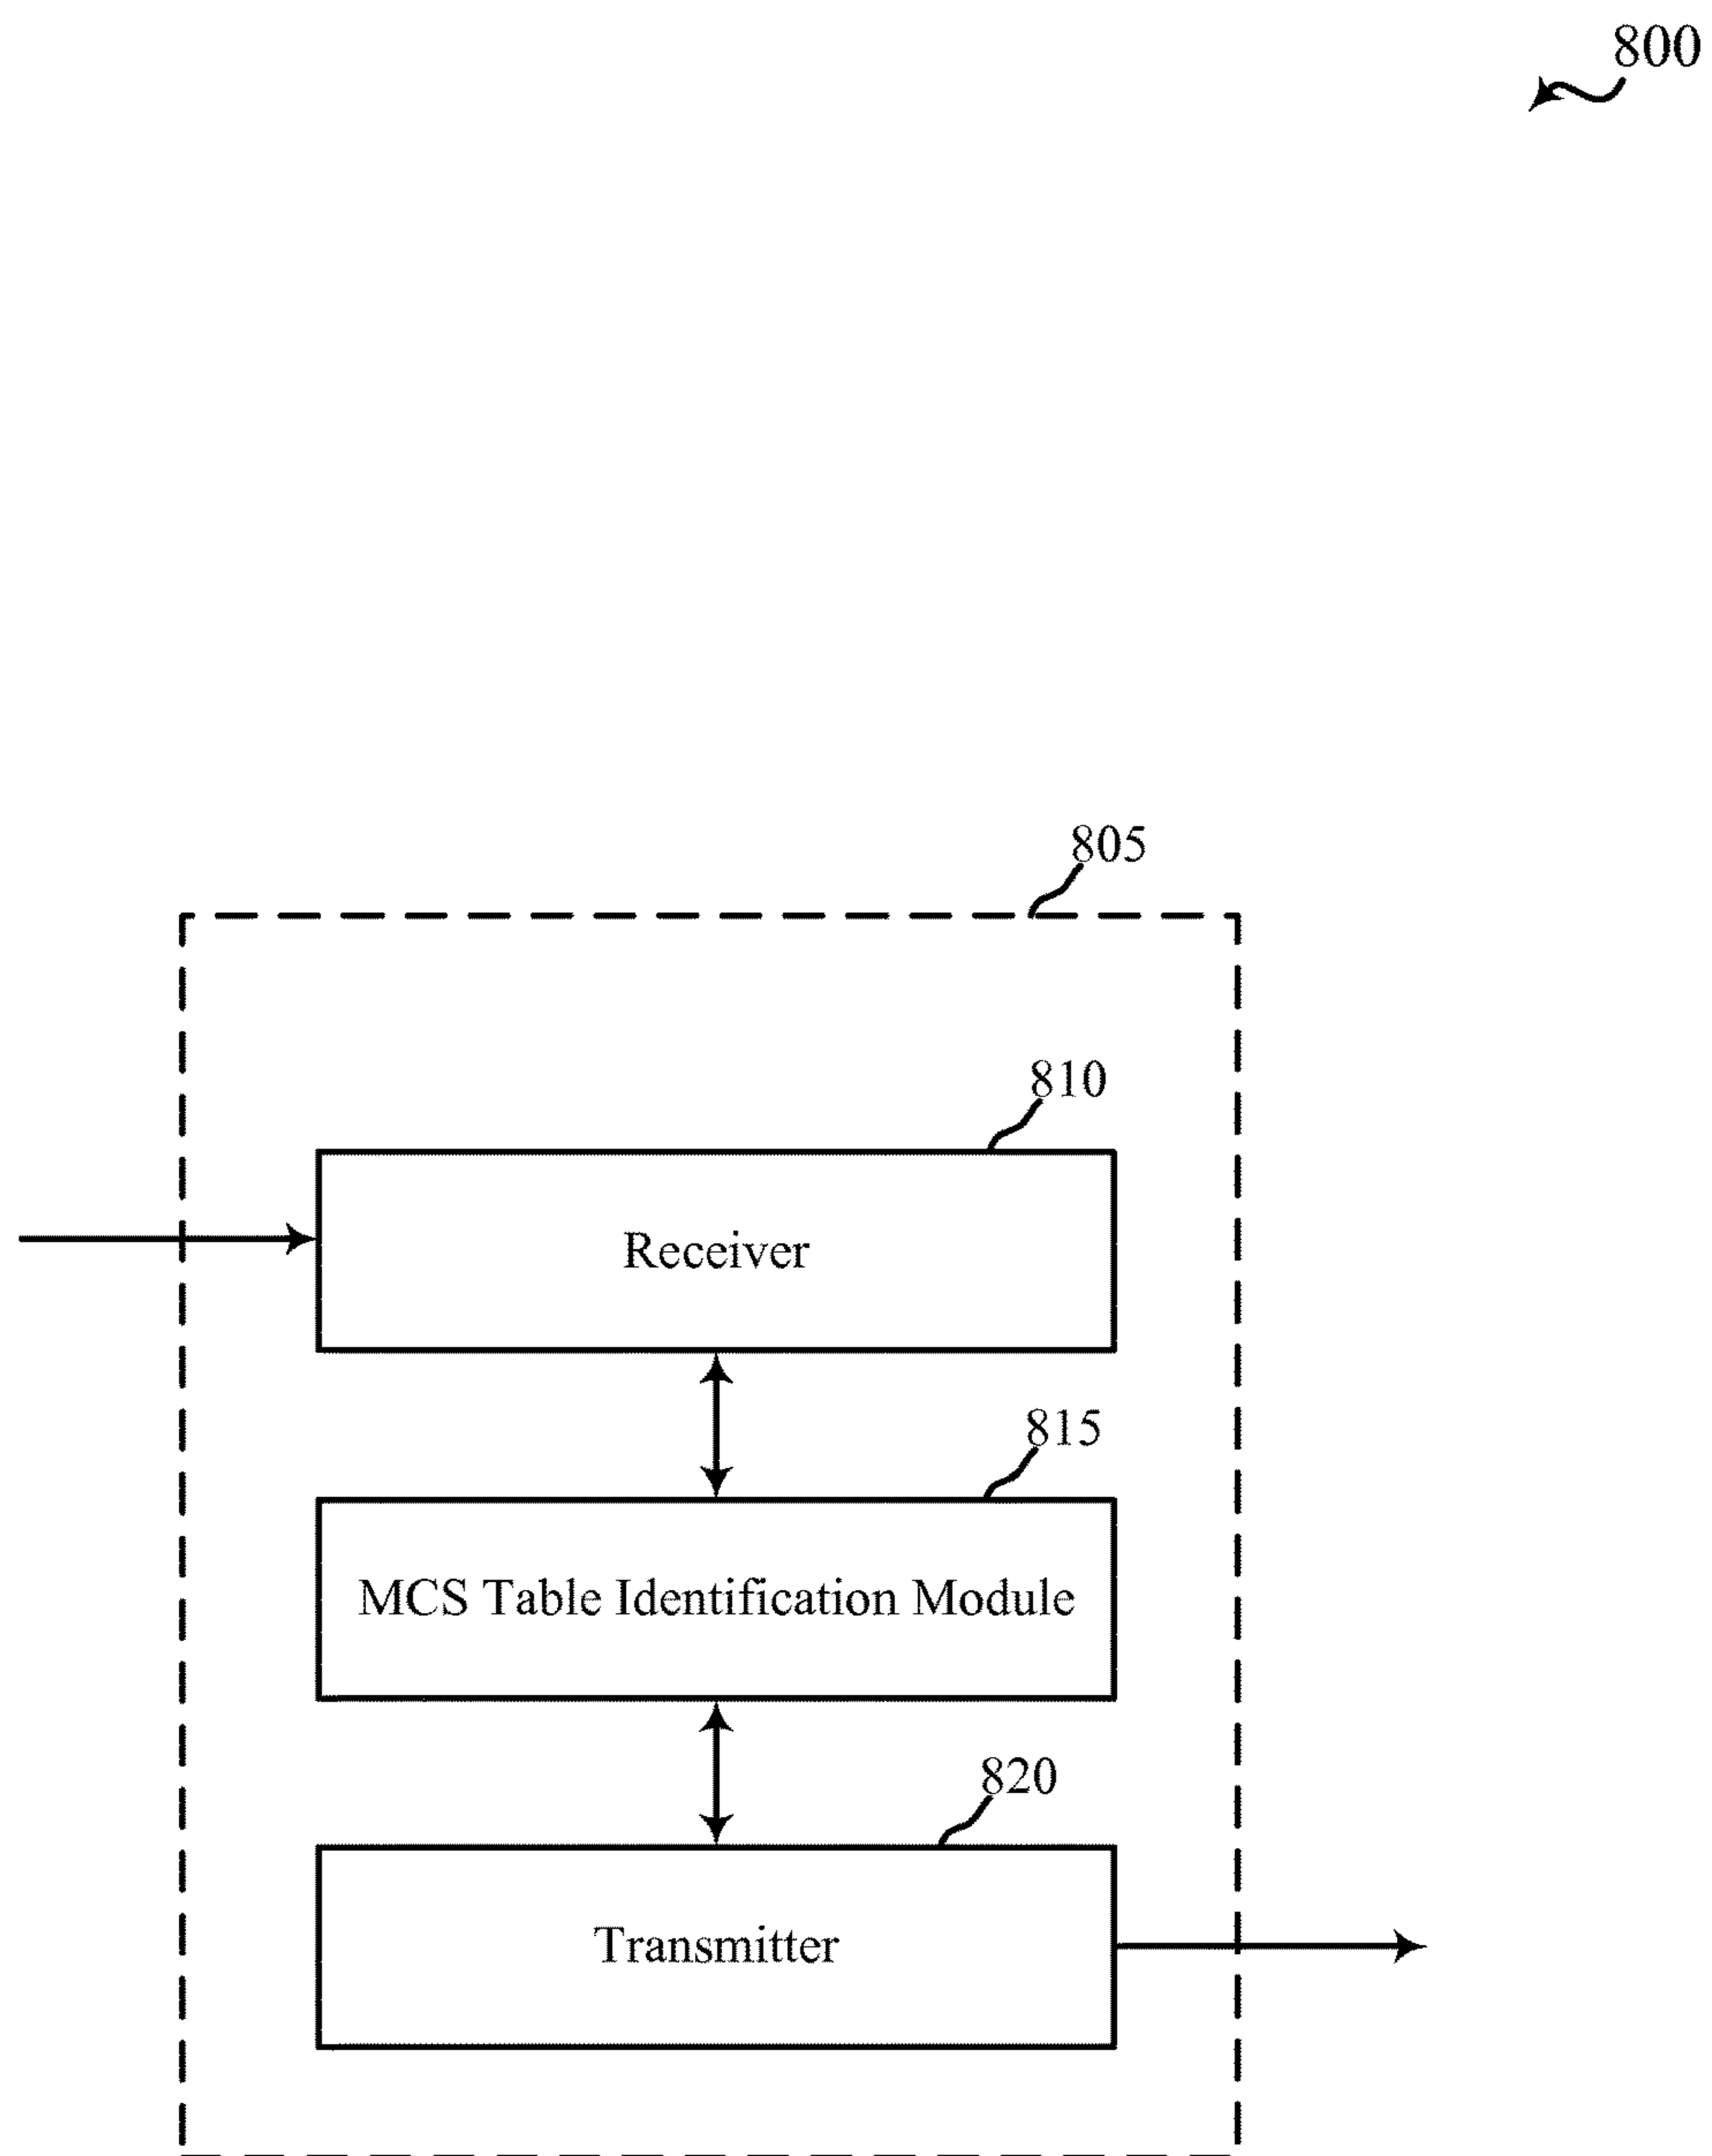 800
805
810
Receiver
815
MCS Table Identification Module
820
Transmitter